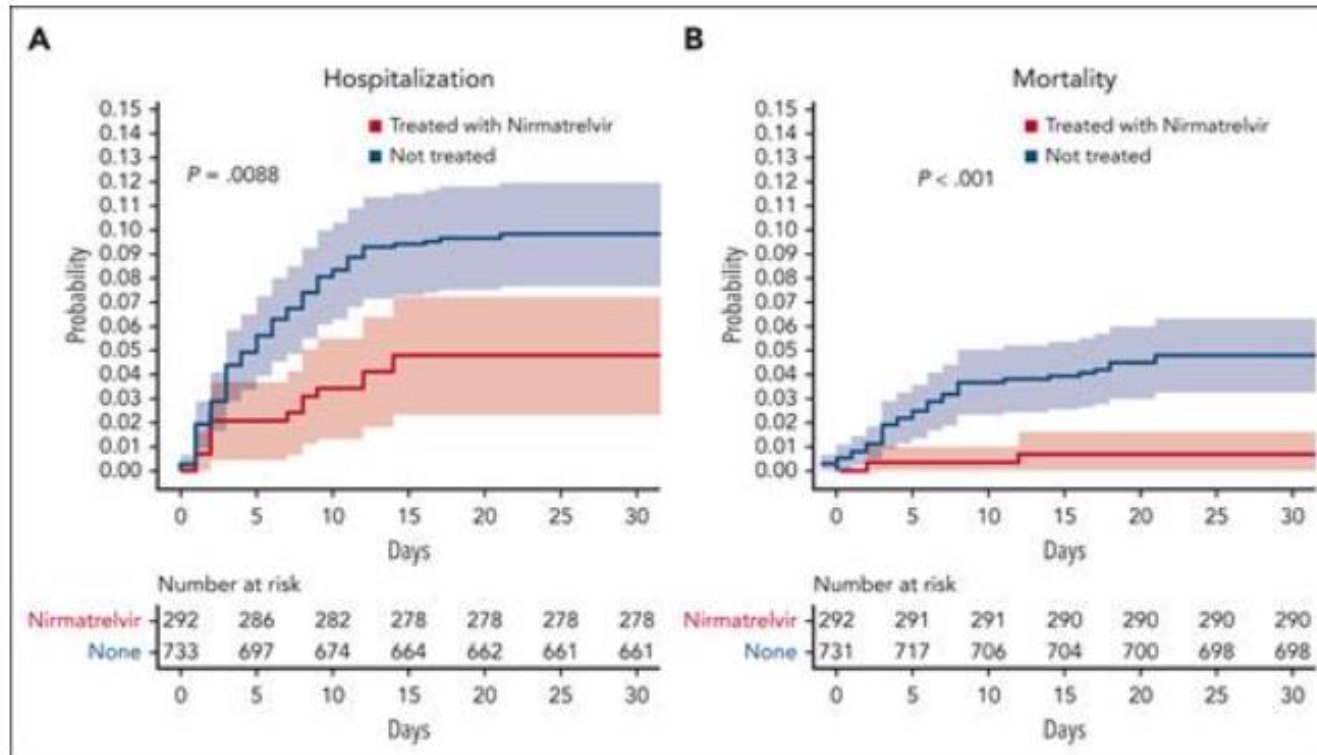 A
Hospitalization
0.15
0.14
0.13
0.12
0.11
0.10
0.09
0.08
0.07
0.06
0.05
0.04
0.03
0.02
0.01
0.00
Probability
Treated with Nirmatrelvir
Not treated
P = .0088
0 5 10 15 20 25 30
Days
Number at risk
Nirmatrelvir 292 286 282 278 278 278 278
None 733 697 674 664 662 661 661
0 5 10 15 20 25 30
Days
B
Mortality
0.15
0.14
0.13
0.12
0.11
0.10
0.09
0.08
0.07
0.06
0.05
0.04
0.03
0.02
0.01
0.00
Probability
Treated with Nirmatrelvir
Not treated
P < .001
0 5 10 15 20 25 30
Days
Number at risk
Nirmatrelvir 292 291 291 290 290 290 290
None 731 717 706 704 700 698 698
0 5 10 15 20 25 30
Days